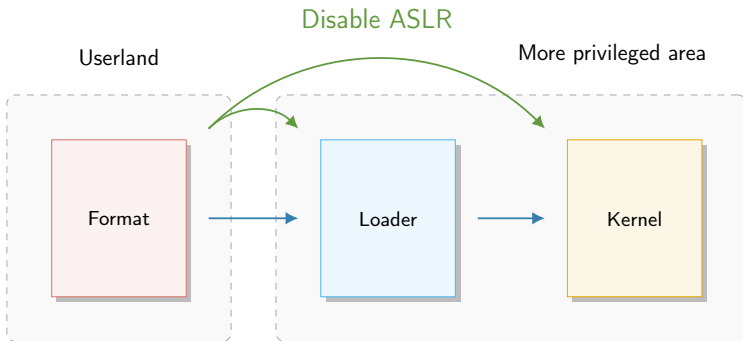 Disable ASLR
Userland
More privileged area
Format
Loader
Kernel